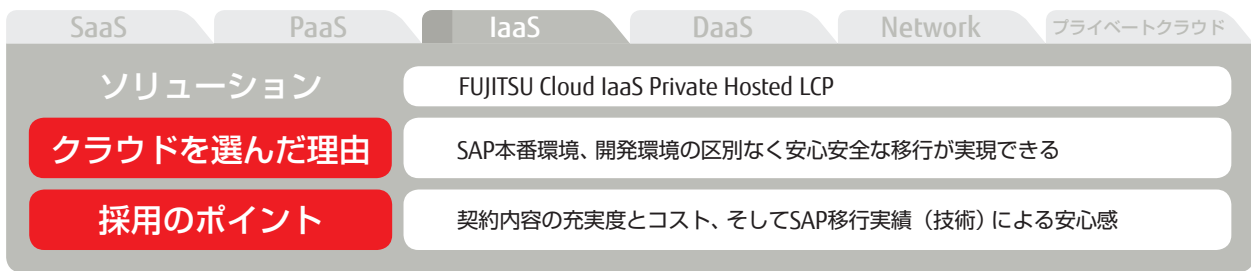 SaaS PaaS IaaS DaaS Network プライベートクラウド
ソリューション FUJITSU Cloud IaaS Private Hosted LCP
クラウドを選んだ理由 SAP本番環境、開発環境の区別なく安心安全な移行が実現できる
採用のポイント 契約内容の充実度とコスト、そしてSAP移行実績（技術）による安心感